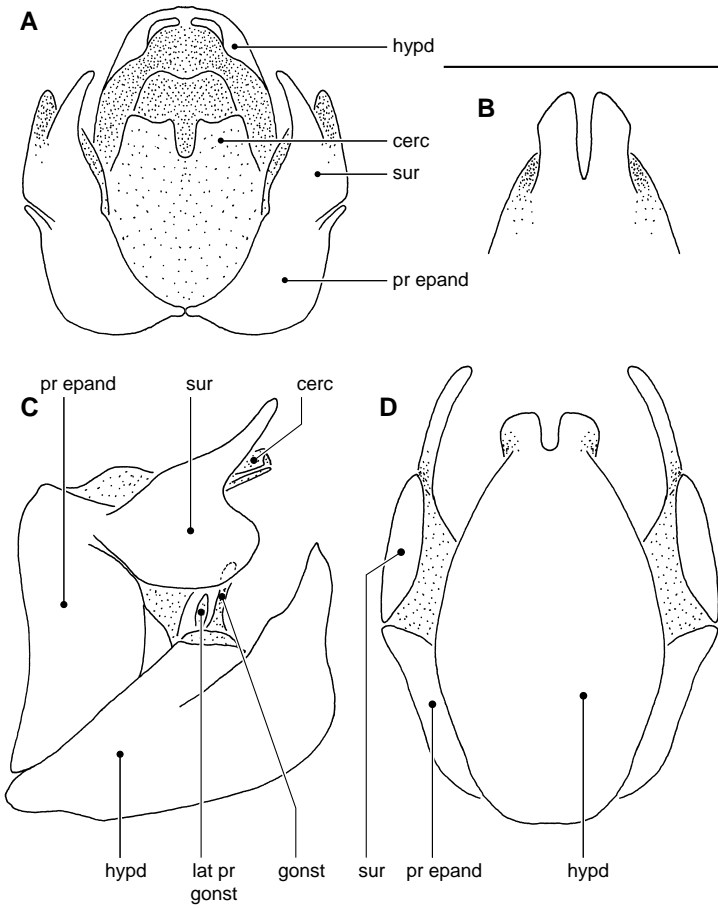 A
hypd
B
cerc
sur
pr epand
pr epand sur cerc
C
D
hypd lat pr gonst sur pr epand hypd
gonst